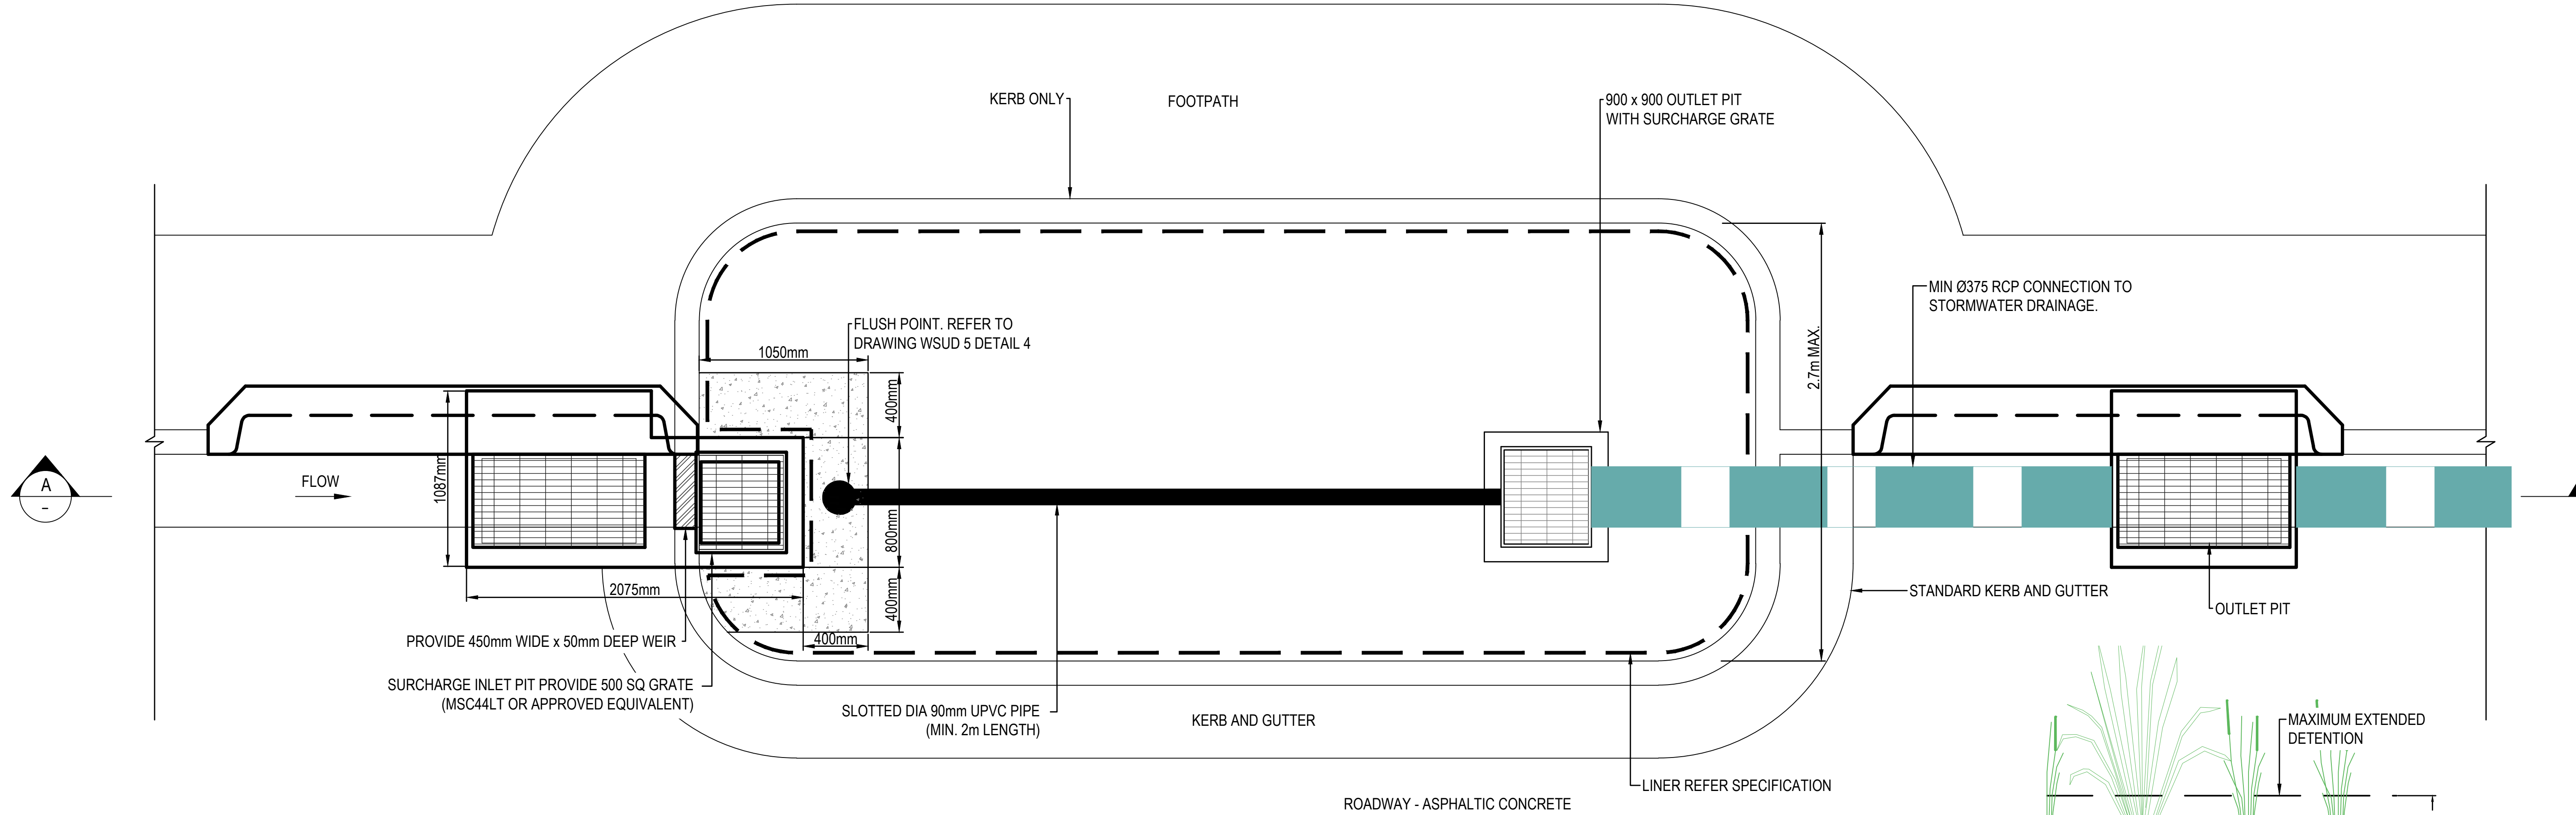 KERB ONLY
FOOTPATH
900 x 900 OUTLET PIT
WITH SURCHARGE GRATE
MIN Ø375 RCP CONNECTION TO
STORMWATER DRAINAGE.
FLUSH POINT. REFER TO
DRAWING WSUD 5 DETAIL 4
1050mm
2.7m MAX.
400mm
1087mm
A
-
FLOW
800mm
2075mm
400mm
400mm
STANDARD KERB AND GUTTER
OUTLET PIT
PROVIDE 450mm WIDE x 50mm DEEP WEIR
SURCHARGE INLET PIT PROVIDE 500 SQ GRATE
(MSC44LT OR APPROVED EQUIVALENT)
SLOTTED DIA 90mm UPVC PIPE
(MIN. 2m LENGTH)
KERB AND GUTTER
MAXIMUM EXTENDED
DETENTION
LINER REFER SPECIFICATION
ROADWAY - ASPHALTIC CONCRETE